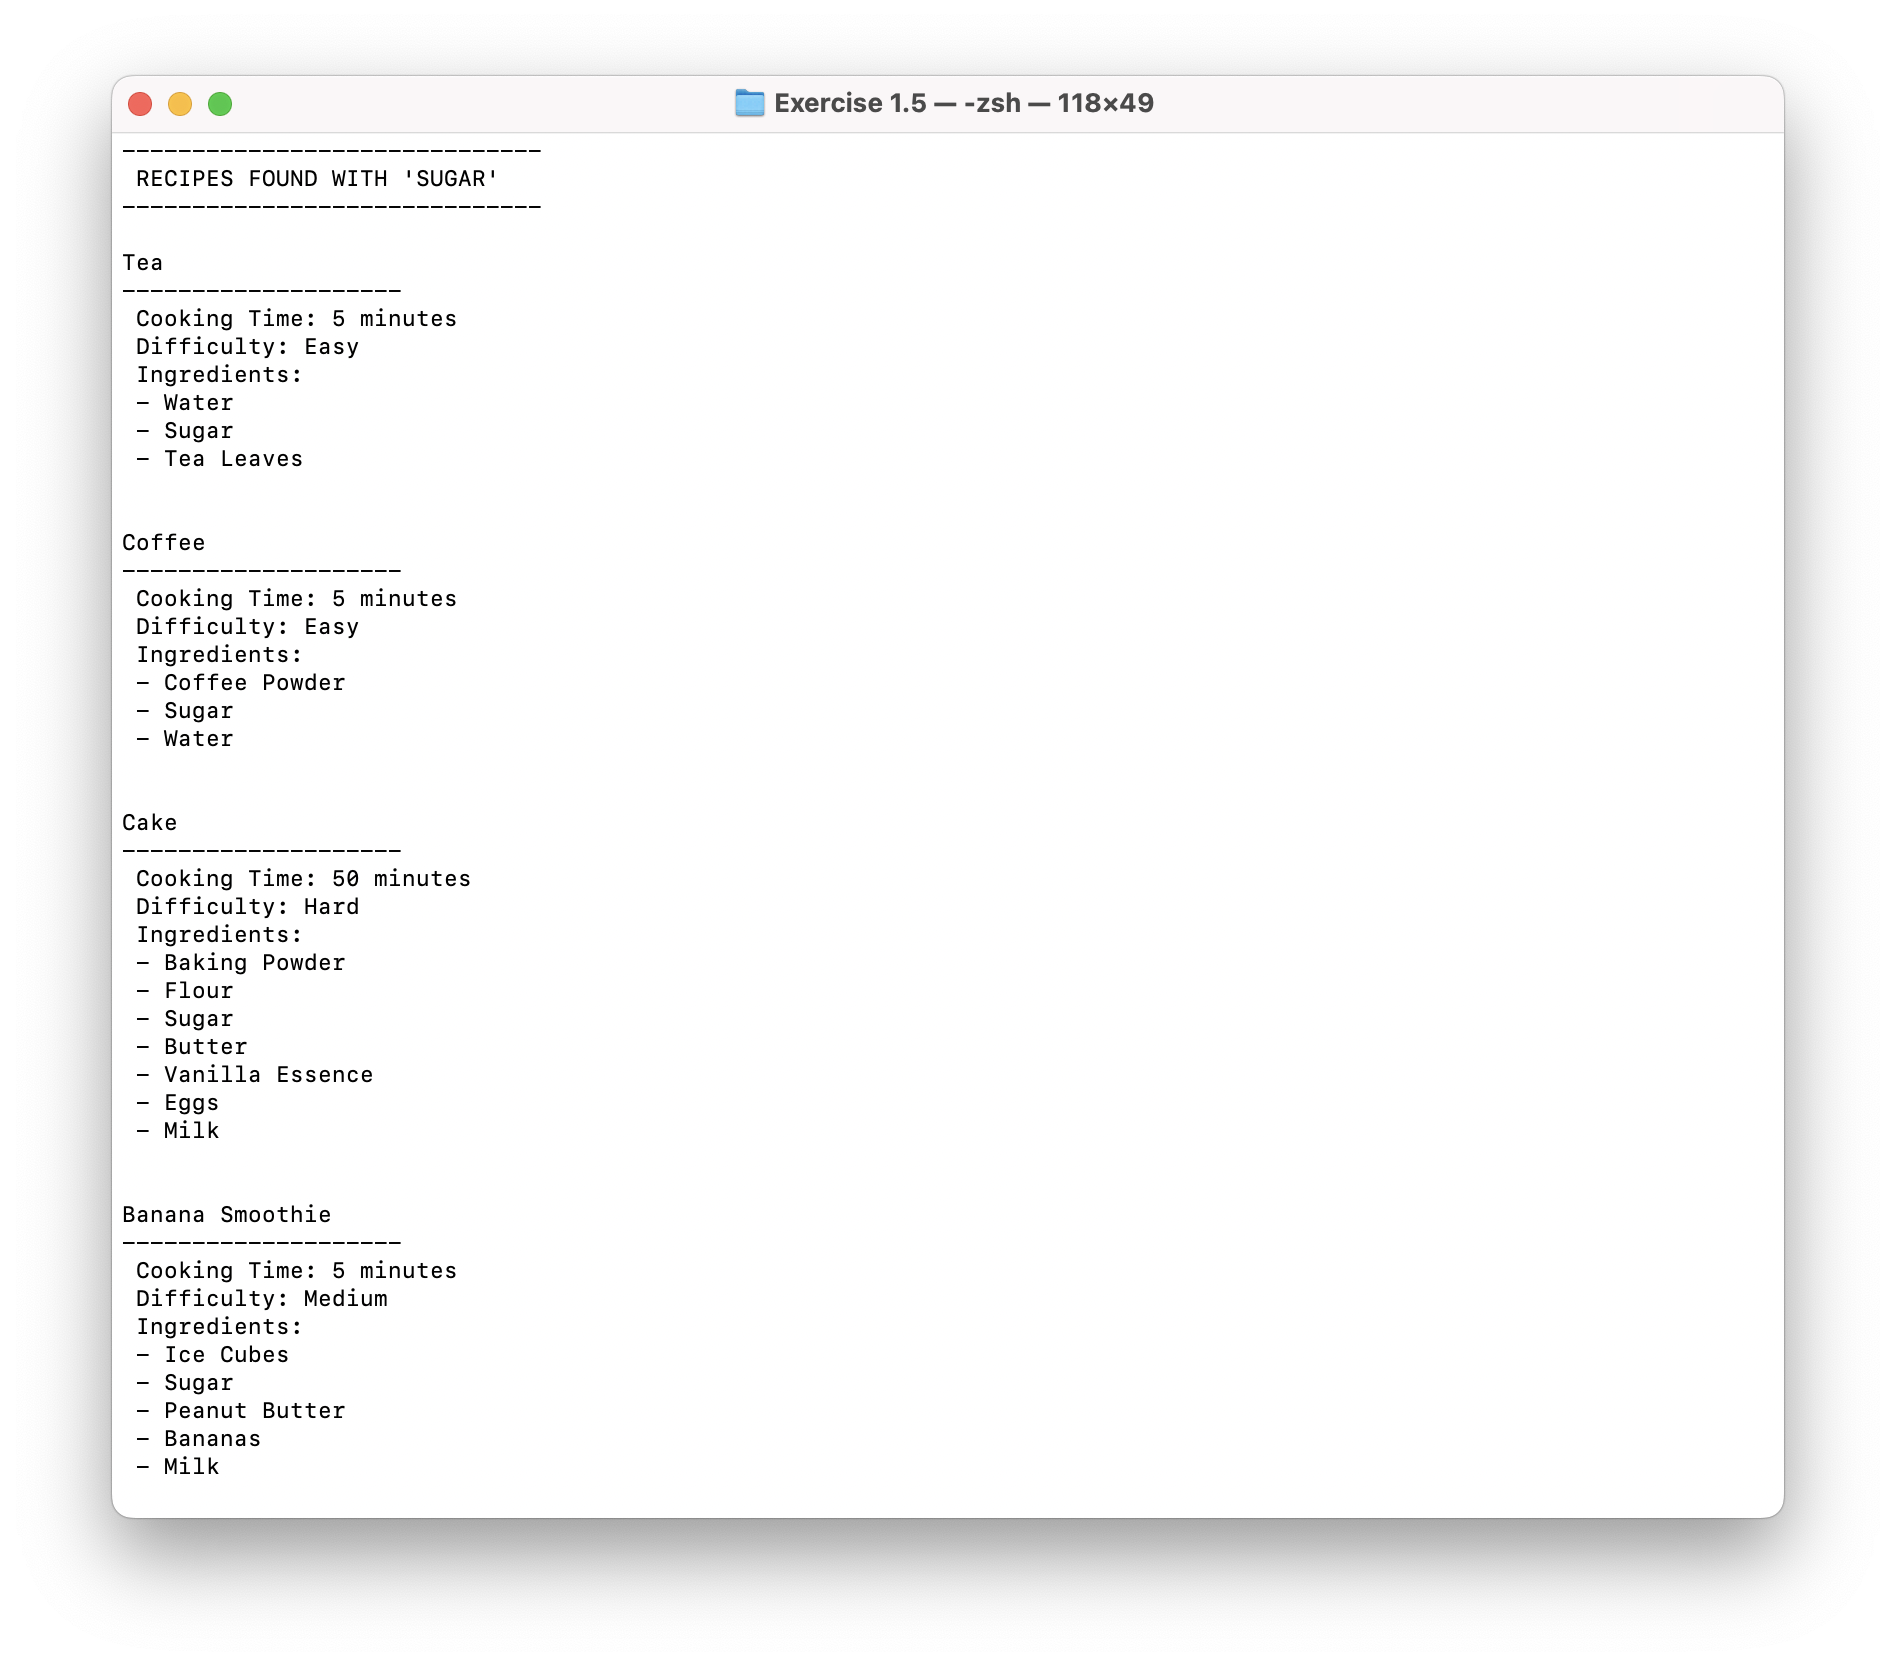 Exercise 1.5 — -zsh — 118×49
------------------------------
 RECIPES FOUND WITH 'SUGAR'
------------------------------
Tea
--------------------
 Cooking Time: 5 minutes
 Difficulty: Easy
 Ingredients:
 - Water
 - Sugar
 - Tea Leaves
Coffee
--------------------
 Cooking Time: 5 minutes
 Difficulty: Easy
 Ingredients:
 - Coffee Powder
 - Sugar
 - Water
Cake
--------------------
 Cooking Time: 50 minutes
 Difficulty: Hard
 Ingredients:
 - Baking Powder
 - Flour
 - Sugar
 - Butter
 - Vanilla Essence
 - Eggs
 - Milk
Banana Smoothie
--------------------
 Cooking Time: 5 minutes
 Difficulty: Medium
 Ingredients:
 - Ice Cubes
 - Sugar
 - Peanut Butter
 - Bananas
 - Milk